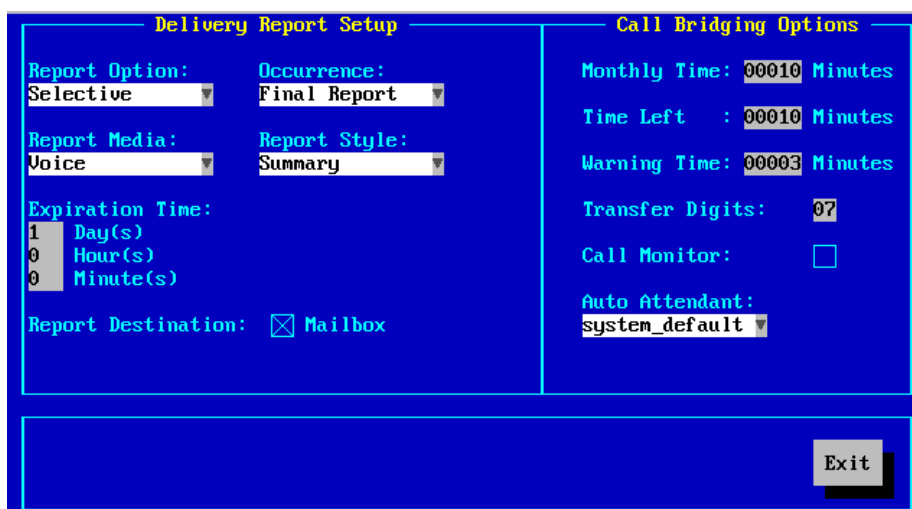 Delivery Report Setup
Report Option: Occurrence:
Selective Final Report
Report Media: Report Style:
Voice Summary
Expiration Time:
1 Day(s)
0 Hour(s)
0 Minute(s)
Report Destination: Mailbox
Call Bridging Options
Monthly Time: 00010 Minutes
Time Left : 00010 Minutes
Warning Time: 00003 Minutes
Transfer Digits: 07
Call Monitor:
Auto Attendant:
system_default
Exit